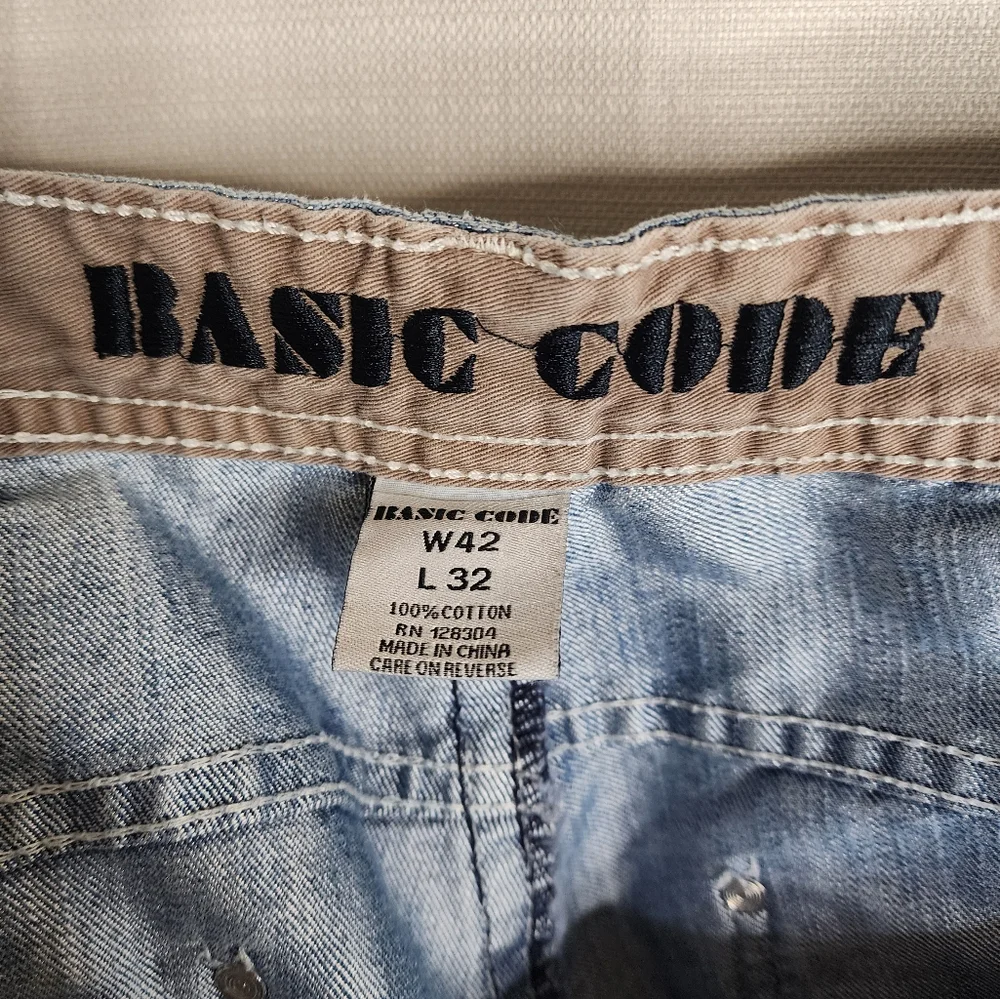 BASIC CODE
BASIC CODE
W42
L 32
100%COTTON
RN 128304
MADE IN CHINA
CARE ON REVERSE